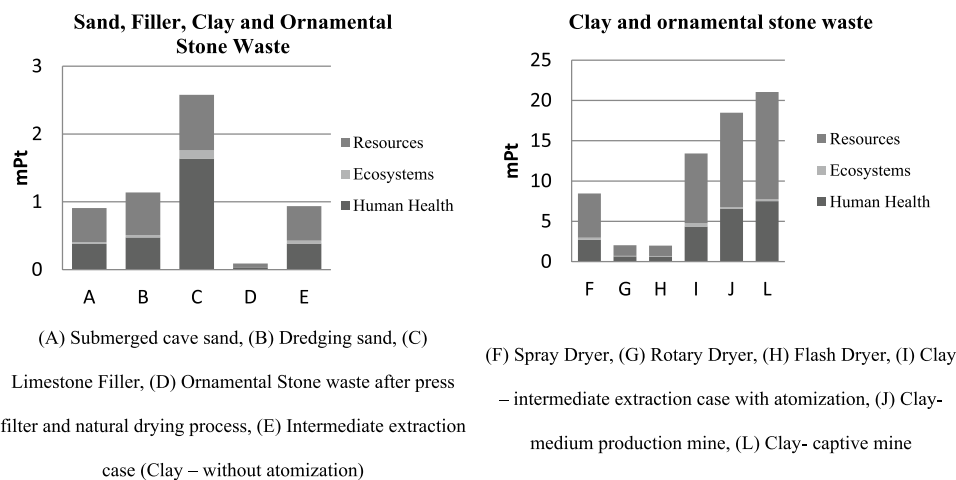 Sand, Filler, Clay and Ornamental
Stone Waste
3
2
1
0
mPt
A B C D E
Resources
Ecosystems
Human Health
(A) Submerged cave sand, (B) Dredging sand, (C)
Limestone Filler, (D) Ornamental Stone waste after press
filter and natural drying process, (E) Intermediate extraction
case (Clay – without atomization)
Clay and ornamental stone waste
25
20
15
10
5
0
mPt
F G H I J L
Resources
Ecosystems
Human Health
(F) Spray Dryer, (G) Rotary Dryer, (H) Flash Dryer, (I) Clay
– intermediate extraction case with atomization, (J) Clay-
medium production mine, (L) Clay- captive mine